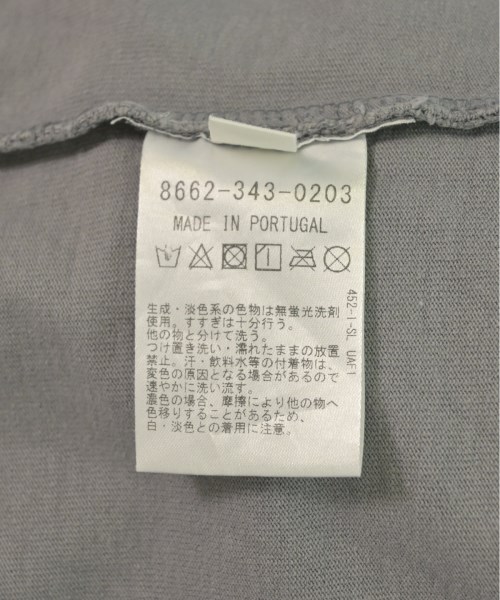 8662-343-0203
MADE IN PORTUGAL
生成・淡色系の色物は無蛍光洗剤
使用。すすぎは十分行う。
他の物と分けて洗う。
つけ置き洗い・濡れたままの放置
禁止。汗・飲料水等の付着物は、
変色の原因となる場合があるので
速やかに洗い流す。
濃色の場合、摩擦により他の物へ
色移りすることがあるため、
白・淡色との着用に注意。
452-I-SL UAF1